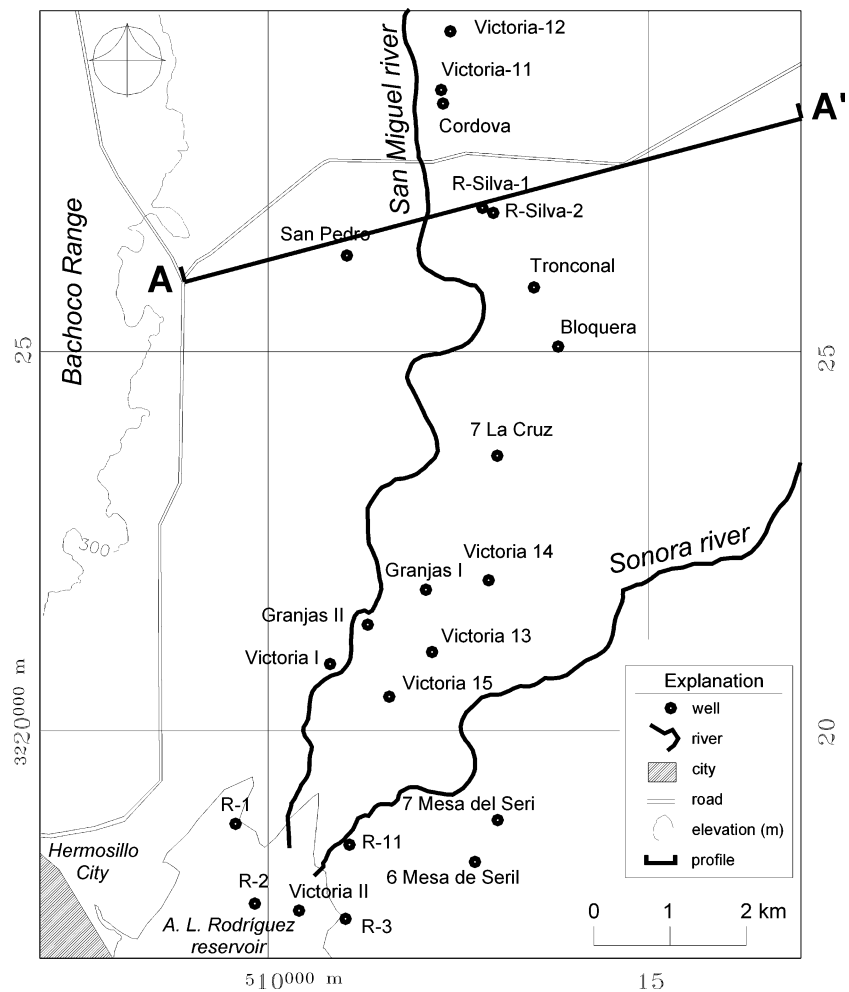 Victoria-12
Victoria-11
Cordova
San Miguel river
A'
R-Silva-1
R-Silva-2
San Pedro
A
Bachoco Range
Tronconal
Bloquera
25
25
7 La Cruz
300
Sonora river
Victoria 14
Granjas I
Granjas II
Victoria 13
Victoria I
Victoria 15
3220000 m
20
Explanation
well
river
city
road
elevation (m)
profile
R-1
7 Mesa del Seri
R-11
Hermosillo
City
6 Mesa de SeriI
R-2
Victoria II
R-3
A. L. Rodríguez
reservoir
0 1 2 km
510000 m
15